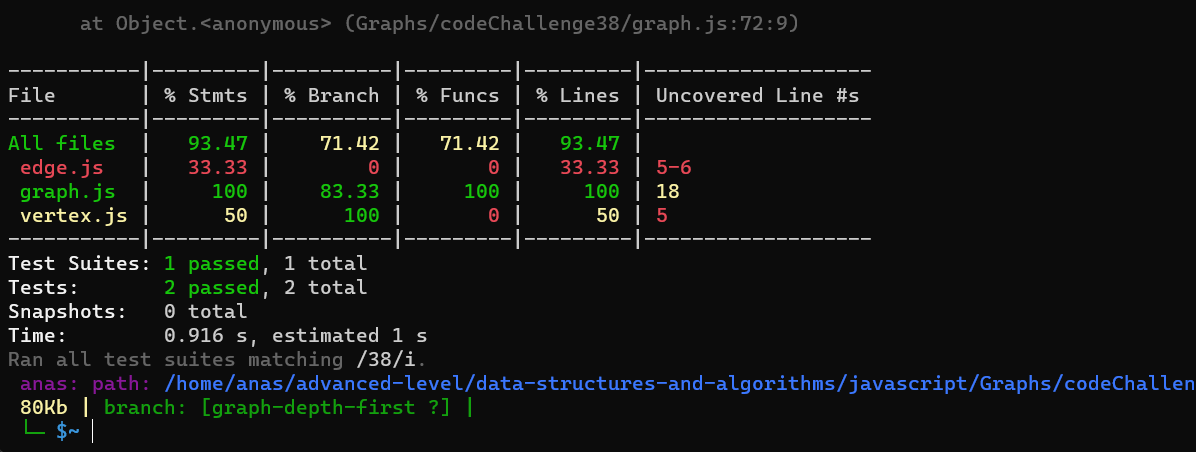 at Object.<anonymous> (Graphs/codeChallenge38/graph.js:72:9)
-----------|---------|----------|---------|---------|-------------------
File       | % Stmts | % Branch | % Funcs | % Lines | Uncovered Line #s
-----------|---------|----------|---------|---------|-------------------
All files  |   93.47 |    71.42 |   71.42 |   93.47 |
 edge.js   |   33.33 |        0 |       0 |   33.33 | 5-6
 graph.js  |     100 |    83.33 |     100 |     100 | 18
 vertex.js |      50 |      100 |       0 |      50 | 5
-----------|---------|----------|---------|---------|-------------------
Test Suites: 1 passed, 1 total
Tests:       2 passed, 2 total
Snapshots:   0 total
Time:        0.916 s, estimated 1 s
Ran all test suites matching /38/i.
 anas: path: /home/anas/advanced-level/data-structures-and-algorithms/javascript/Graphs/codeChallen
 80Kb | branch: [graph-depth-first ?] |
 └─ $~